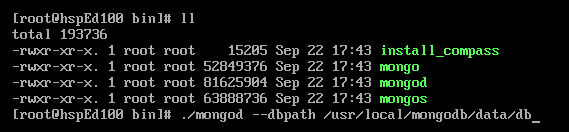 [root@hspEd100 bin]# ll
total 193736
-rwxr-xr-x. 1 root root    15205 Sep 22 17:43 install_compass
-rwxr-xr-x. 1 root root 52849376 Sep 22 17:43 mongo
-rwxr-xr-x. 1 root root 81625904 Sep 22 17:43 mongod
-rwxr-xr-x. 1 root root 63888736 Sep 22 17:43 mongos
[root@hspEd100 bin]# ./mongod --dbpath /usr/local/mongodb/data/db_